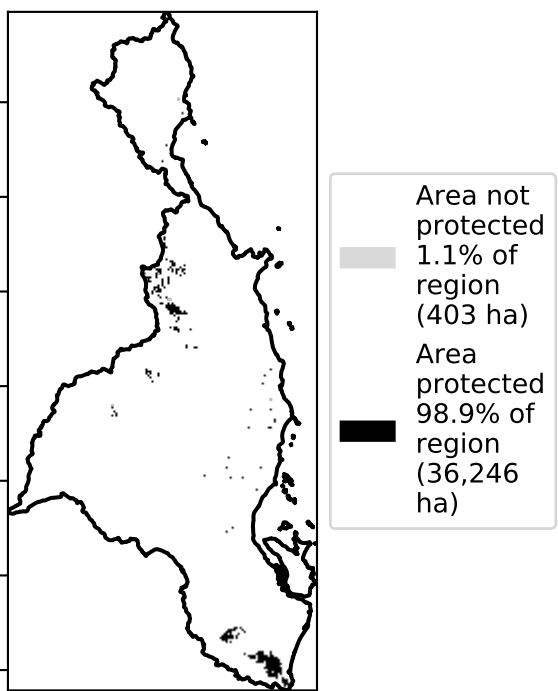 Area not
protected
1.1% of
region
(403 ha)
Area
protected
98.9% of
region
(36,246
ha)